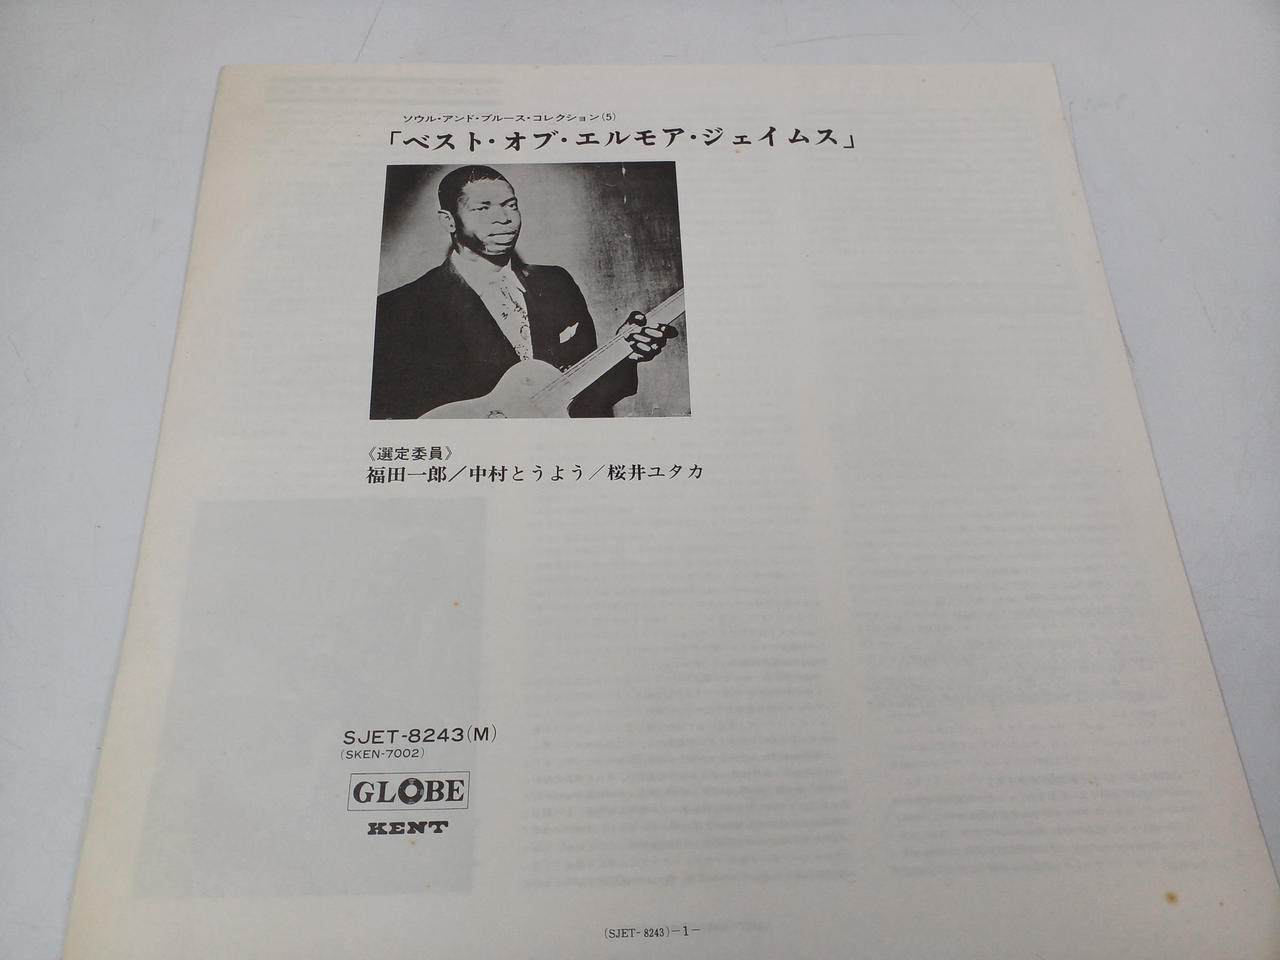 ソウル・アンド・ブルース・コレクション(5)
「ベスト・オブ・エルモア・ジェイムス」
《選定委員》
福田一郎／中村とうよう／桜井ユタカ
SJET-8243(M)
(SKEN-7002)
GLOBE
KENT
(SJET-8243)-1-